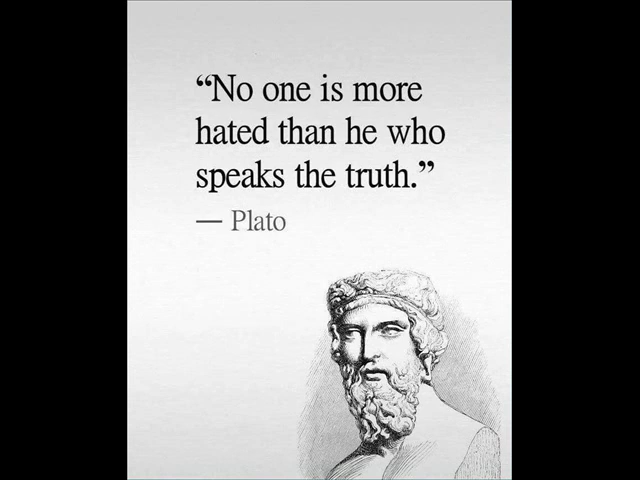 “No one is more
hated than he who
speaks the truth.”
— Plato